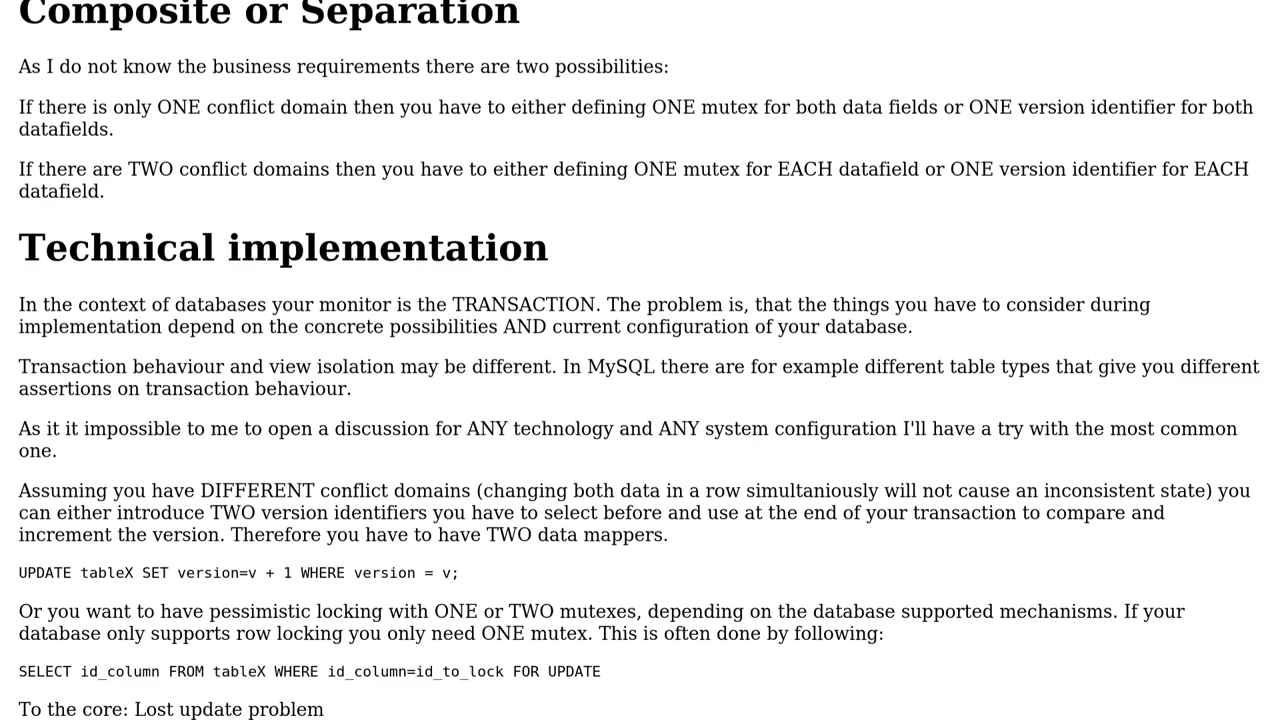 Composite or Separation
As I do not know the business requirements there are two possibilities:
If there is only ONE conflict domain then you have to either defining ONE mutex for both data fields or ONE version identifier for both
datafields.
If there are TWO conflict domains then you have to either defining ONE mutex for EACH datafield or ONE version identifier for EACH
datafield.
Technical implementation
In the context of databases your monitor is the TRANSACTION. The problem is, that the things you have to consider during
implementation depend on the concrete possibilities AND current configuration of your database.
Transaction behaviour and view isolation may be different. In MySQL there are for example different table types that give you different
assertions on transaction behaviour.
As it it impossible to me to open a discussion for ANY technology and ANY system configuration I'll have a try with the most common
one.
Assuming you have DIFFERENT conflict domains (changing both data in a row simultaniously will not cause an inconsistent state) you
can either introduce TWO version identifiers you have to select before and use at the end of your transaction to compare and
increment the version. Therefore you have to have TWO data mappers.
UPDATE tableX SET version=v + 1 WHERE version = v;
Or you want to have pessimistic locking with ONE or TWO mutexes, depending on the database supported mechanisms. If your
database only supports row locking you only need ONE mutex. This is often done by following:
SELECT id_column FROM tableX WHERE id_column=id_to_lock FOR UPDATE
To the core: Lost update problem